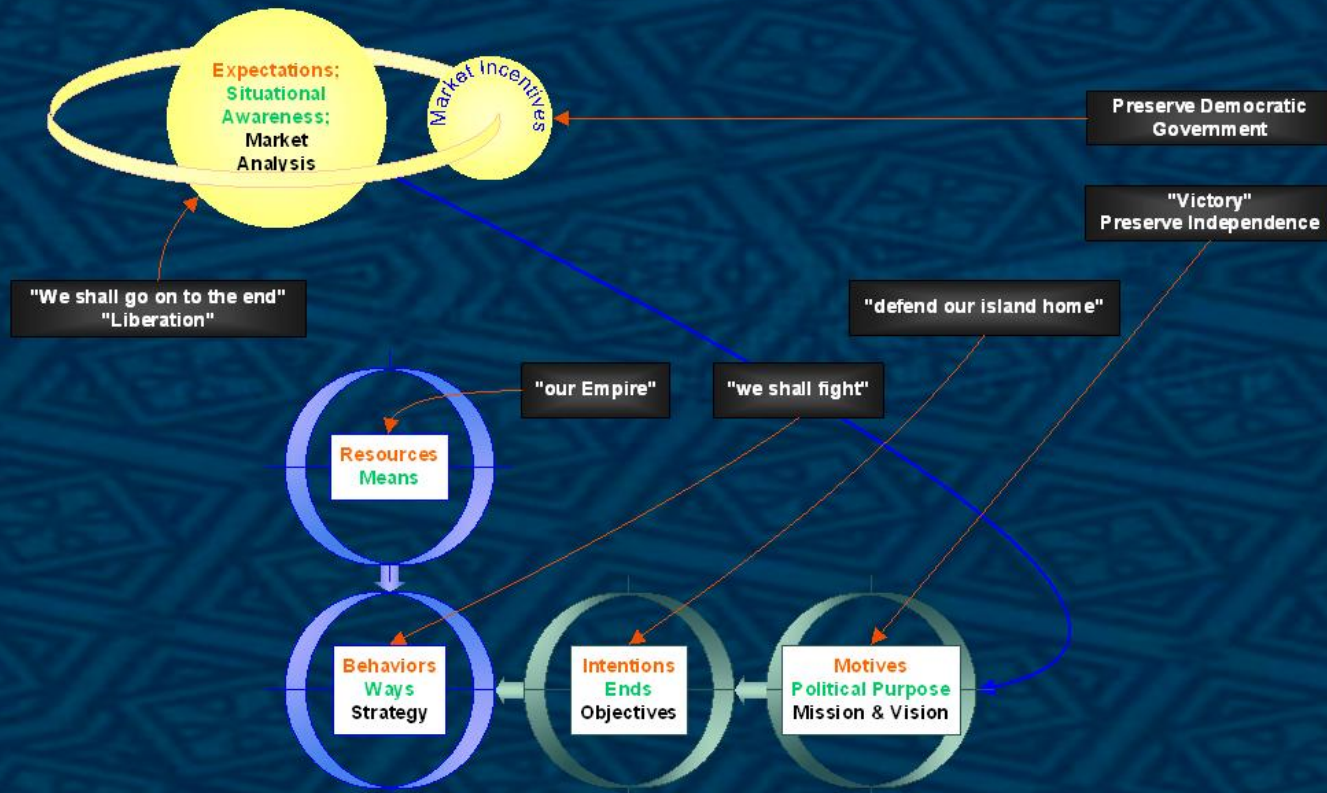 Expectations;
Situational
Awareness;
Market
Analysis
Market Incentives
Preserve Democratic
Government
"Victory"
Preserve Independence
"We shall go on to the end"
"Liberation"
"defend our island home"
"our Empire"
"we shall fight"
Resources
Means
Behaviors
Ways
Strategy
Intentions
Ends
Objectives
Motives
Political Purpose
Mission & Vision